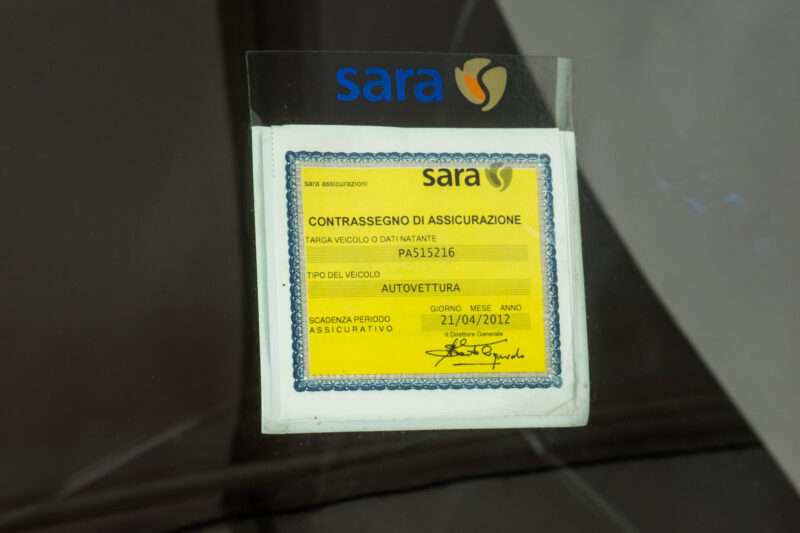 sara
sara assicurazioni
sara
CONTRASSEGNO DI ASSICURAZIONE
TARGA VEICOLO O DATI NATANTE
PA515216
TIPO DEL VEICOLO
AUTOVETTURA
GIORNO MESE ANNO
SCADENZA PERIODO ASSICURATIVO
21/04/2012
Il Direttore Generale